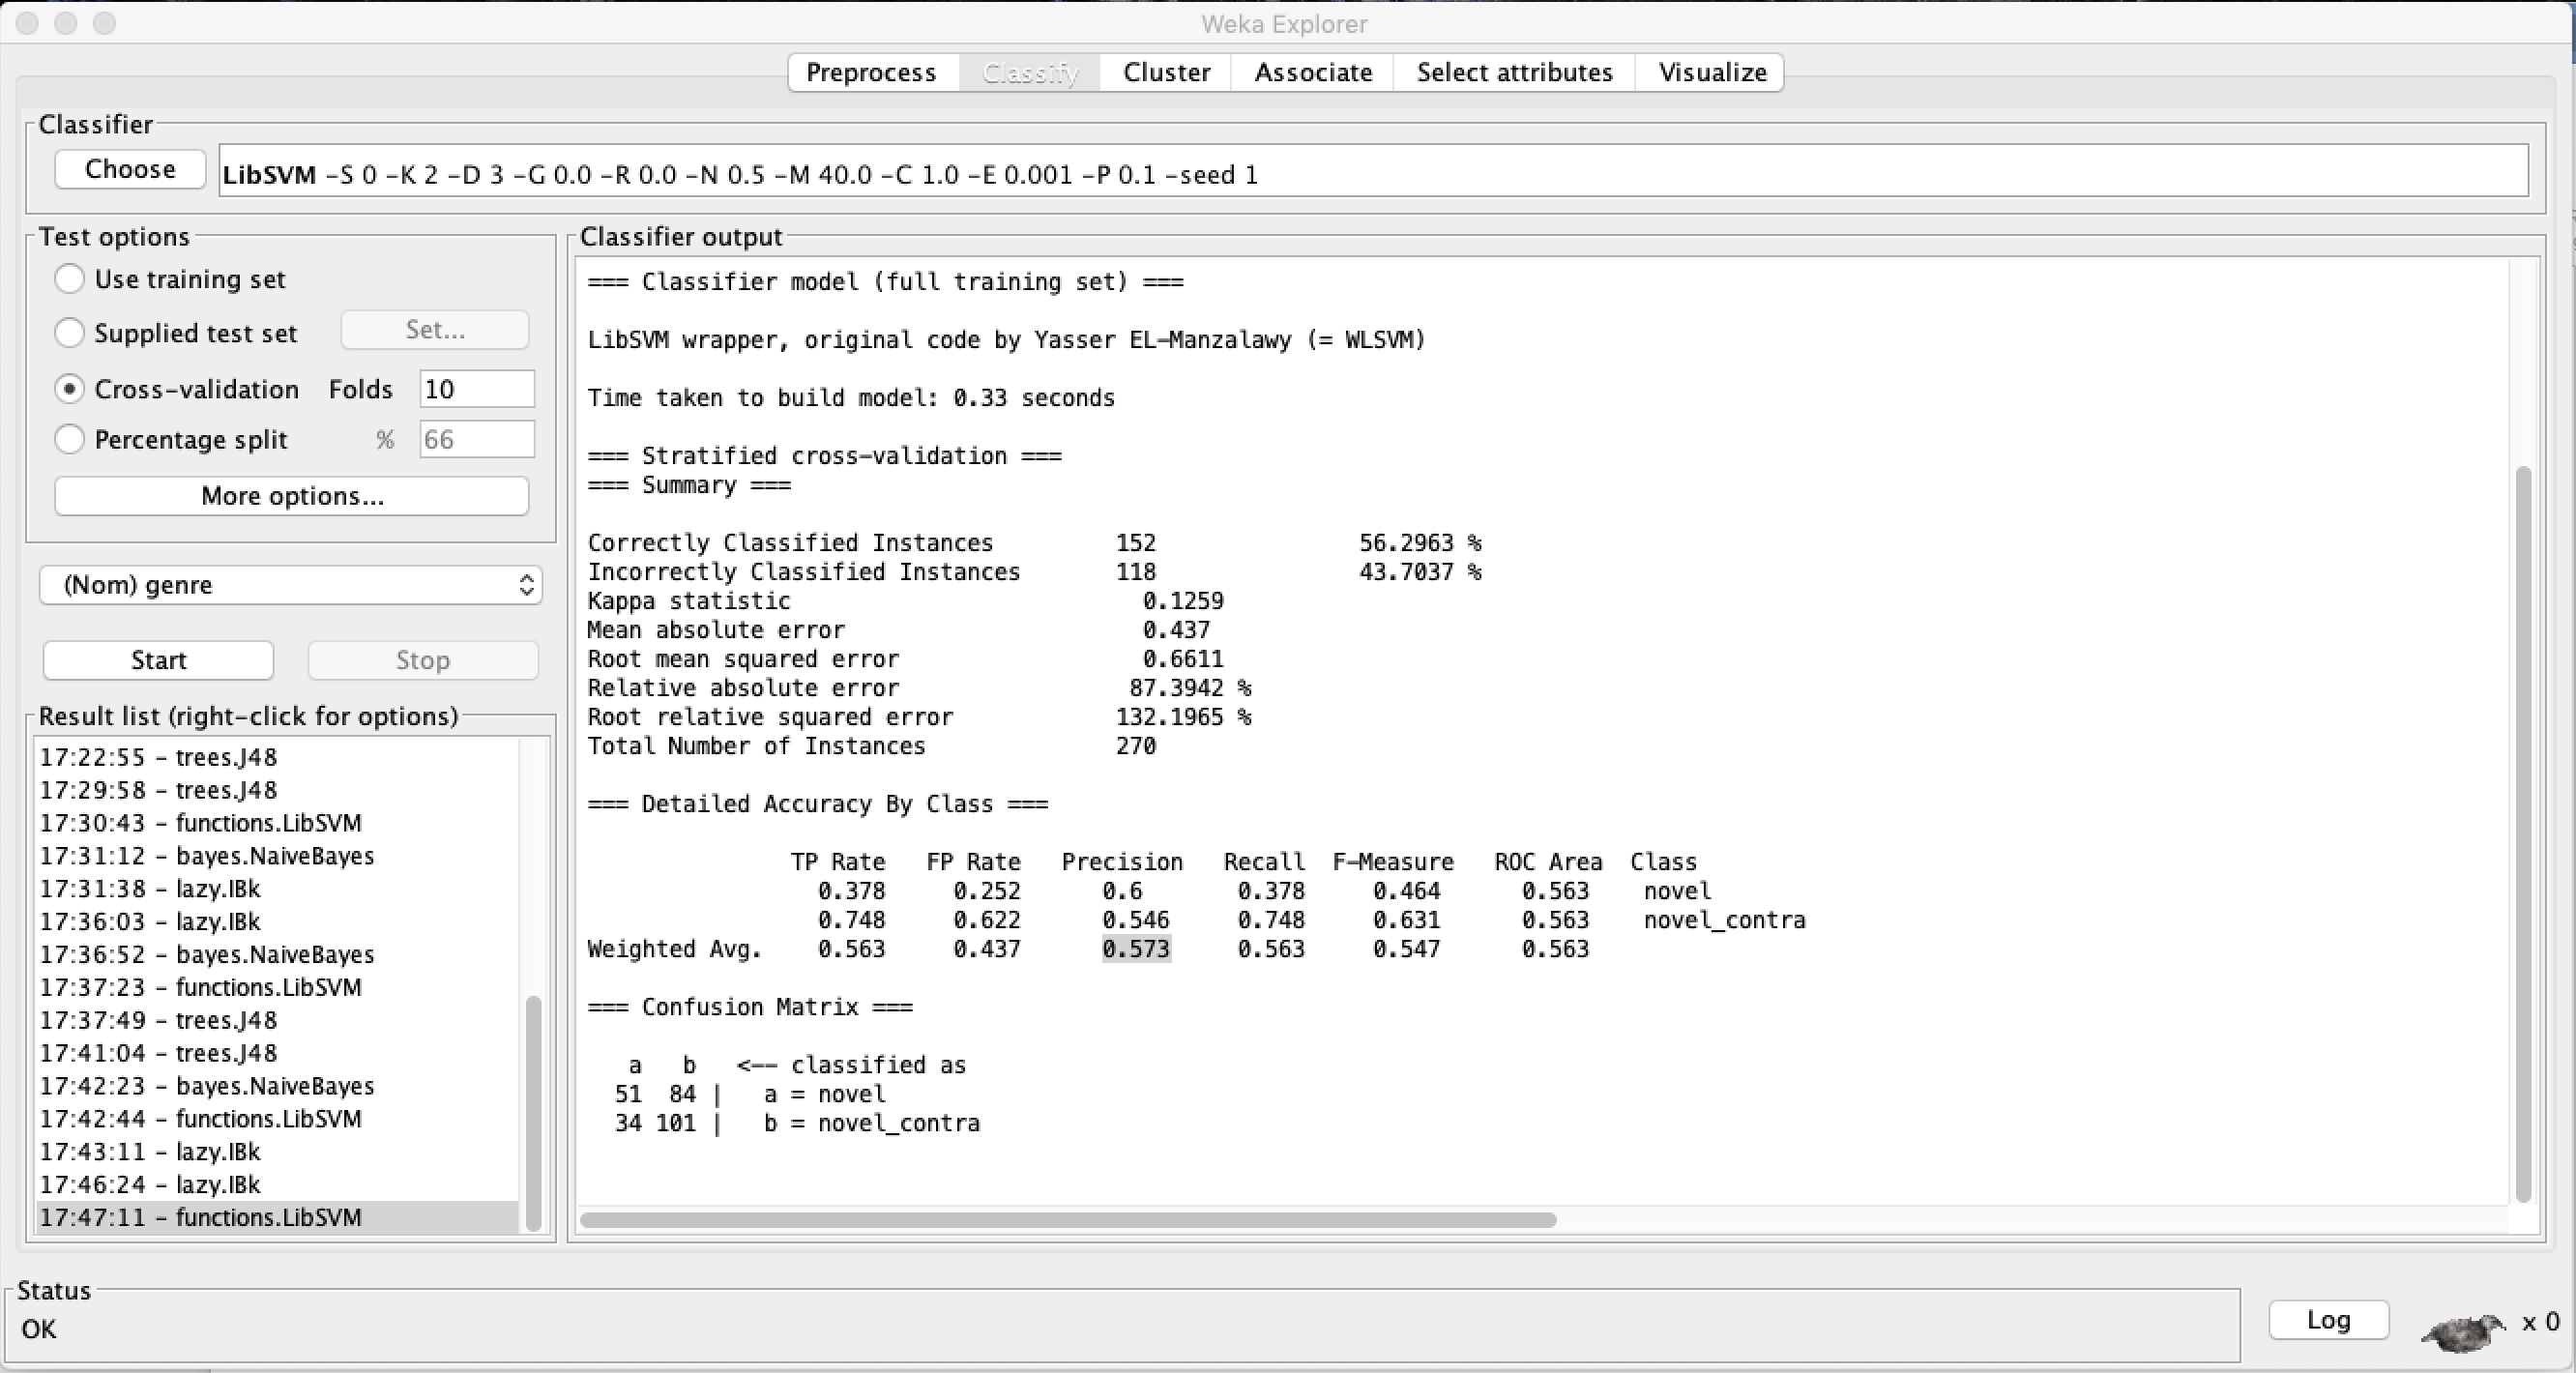 Weka Explorer
Preprocess Classify Cluster Associate Select attributes Visualize
Classifier
Choose LibSVM -S 0 -K 2 -D 3 -G 0.0 -R 0.0 -N 0.5 -M 40.0 -C 1.0 -E 0.001 -P 0.1 -seed 1
Test options
Use training set
Supplied test set Set...
Cross-validation Folds 10
Percentage split % 66
More options...
(Nom) genre
Start Stop
Result list (right-click for options)
17:22:55 - trees.J48
17:29:58 - trees.J48
17:30:43 - functions.LibSVM
17:31:12 - bayes.NaiveBayes
17:31:38 - lazy.IBk
17:36:03 - lazy.IBk
17:36:52 - bayes.NaiveBayes
17:37:23 - functions.LibSVM
17:37:49 - trees.J48
17:41:04 - trees.J48
17:42:23 - bayes.NaiveBayes
17:42:44 - functions.LibSVM
17:43:11 - lazy.IBk
17:46:24 - lazy.IBk
17:47:11 - functions.LibSVM
Classifier output
=== Classifier model (full training set) ===
LibSVM wrapper, original code by Yasser EL-Manzalawy (= WLSVM)
Time taken to build model: 0.33 seconds
=== Stratified cross-validation ===
=== Summary ===
Correctly Classified Instances 152 56.2963 %
Incorrectly Classified Instances 118 43.7037 %
Kappa statistic 0.1259
Mean absolute error 0.437
Root mean squared error 0.6611
Relative absolute error 87.3942 %
Root relative squared error 132.1965 %
Total Number of Instances 270
=== Detailed Accuracy By Class ===
TP Rate FP Rate Precision Recall F-Measure ROC Area Class
0.378 0.252 0.6 0.378 0.464 0.563 novel
0.748 0.622 0.546 0.748 0.631 0.563 novel_contra
Weighted Avg. 0.563 0.437 0.573 0.563 0.547 0.563
=== Confusion Matrix ===
a b <-- classified as
51 84 | a = novel
34 101 | b = novel_contra
Status
OK
Log x 0